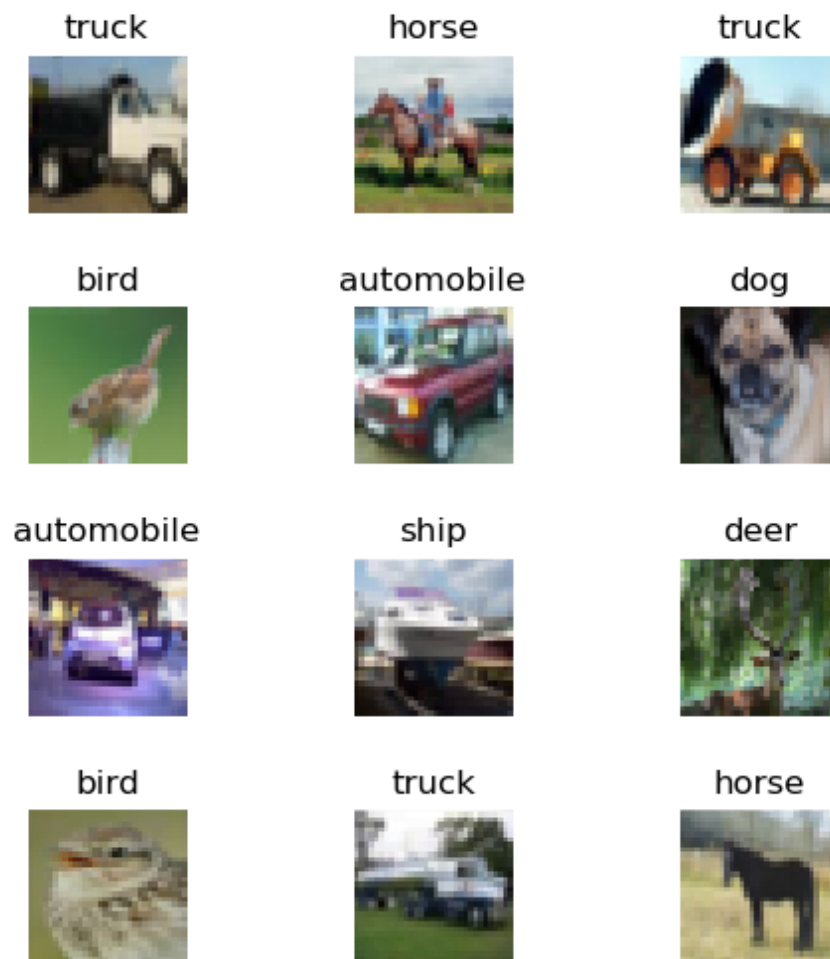 truck horse truck
bird automobile dog
automobile ship deer
bird truck horse